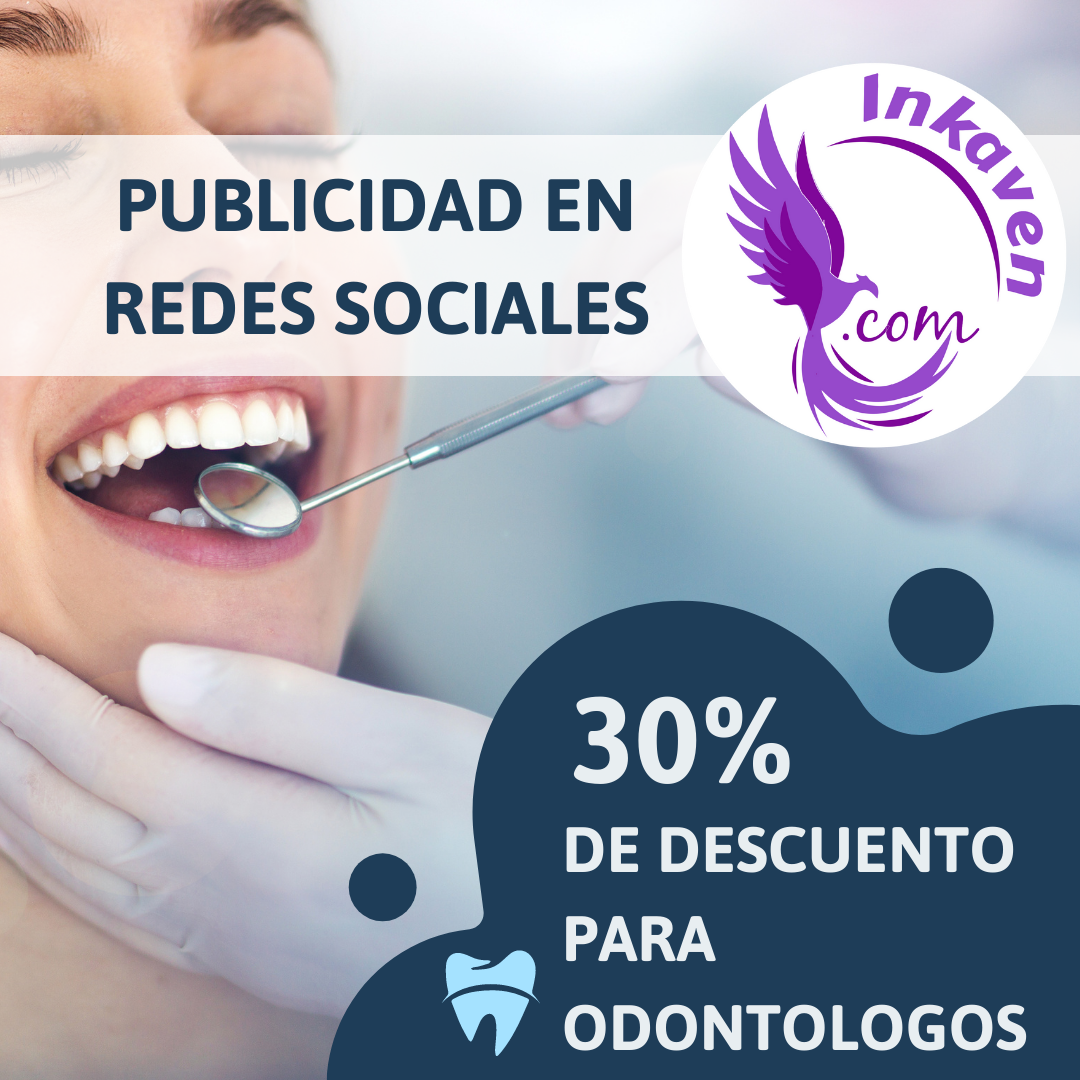 PUBLICIDAD EN
REDES SOCIALES
Inkaven
.com
30%
DE DESCUENTO
PARA
ODONTOLOGOS